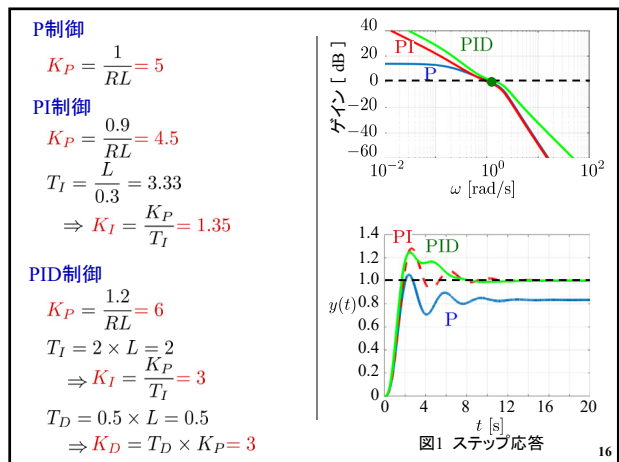 P制御
K_P = 1/RL = 5
PI制御
K_P = 0.9/RL = 4.5
T_I = L/0.3 = 3.33
⇒ K_I = K_P/T_I = 1.35
PID制御
K_P = 1.2/RL = 6
T_I = 2 × L = 2
⇒ K_I = K_P/T_I = 3
T_D = 0.5 × L = 0.5
⇒ K_D = T_D × K_P = 3
ゲイン [ dB ]
40
20
0
−20
−40
−60
PI
PID
P
10^−2
10^0
10^2
ω [rad/s]
y(t)
1.4
1.2
1.0
0.8
0.6
0.4
0.2
0
PI
PID
P
0
4
8
12
16
20
t [s]
図1 ステップ応答
16